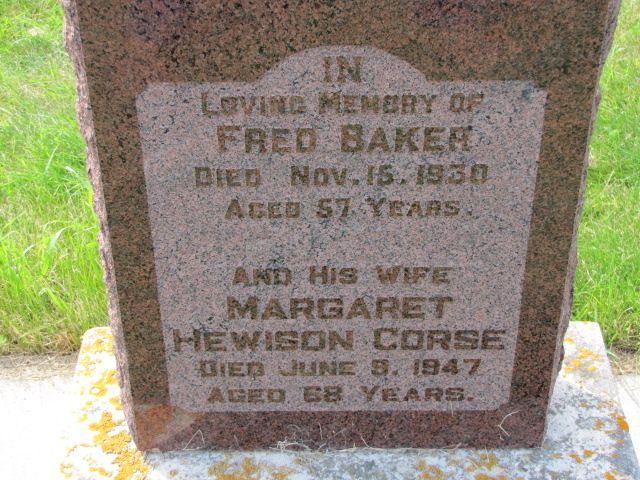 IN
LOVING MEMORY OF
FRED BAKER
DIED NOV. 15. 1930
AGED 57 YEARS.
AND HIS WIFE
MARGARET
HEWISON CORSE
DIED JUNE 9. 1947
AGED 68 YEARS.